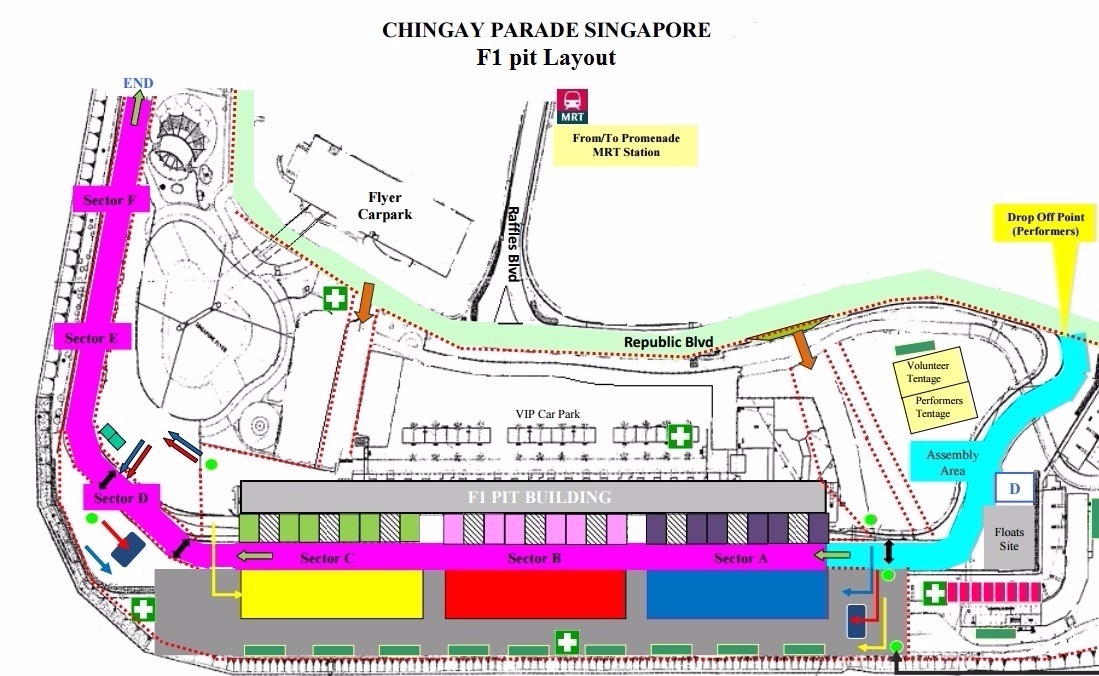 CHINGAY PARADE SINGAPORE
F1 pit Layout
END
MRT
From/To Promenade
MRT Station
Sector F
Flyer
Carpark
Raffles Blvd
Drop Off Point
(Performers)
Sector E
Republic Blvd
Volunteer
Tentage
Performers
Tentage
VIP Car Park
Assembly
Area
D
Sector D
F1 PIT BUILDING
Floats
Site
Sector C
Sector B
Sector A